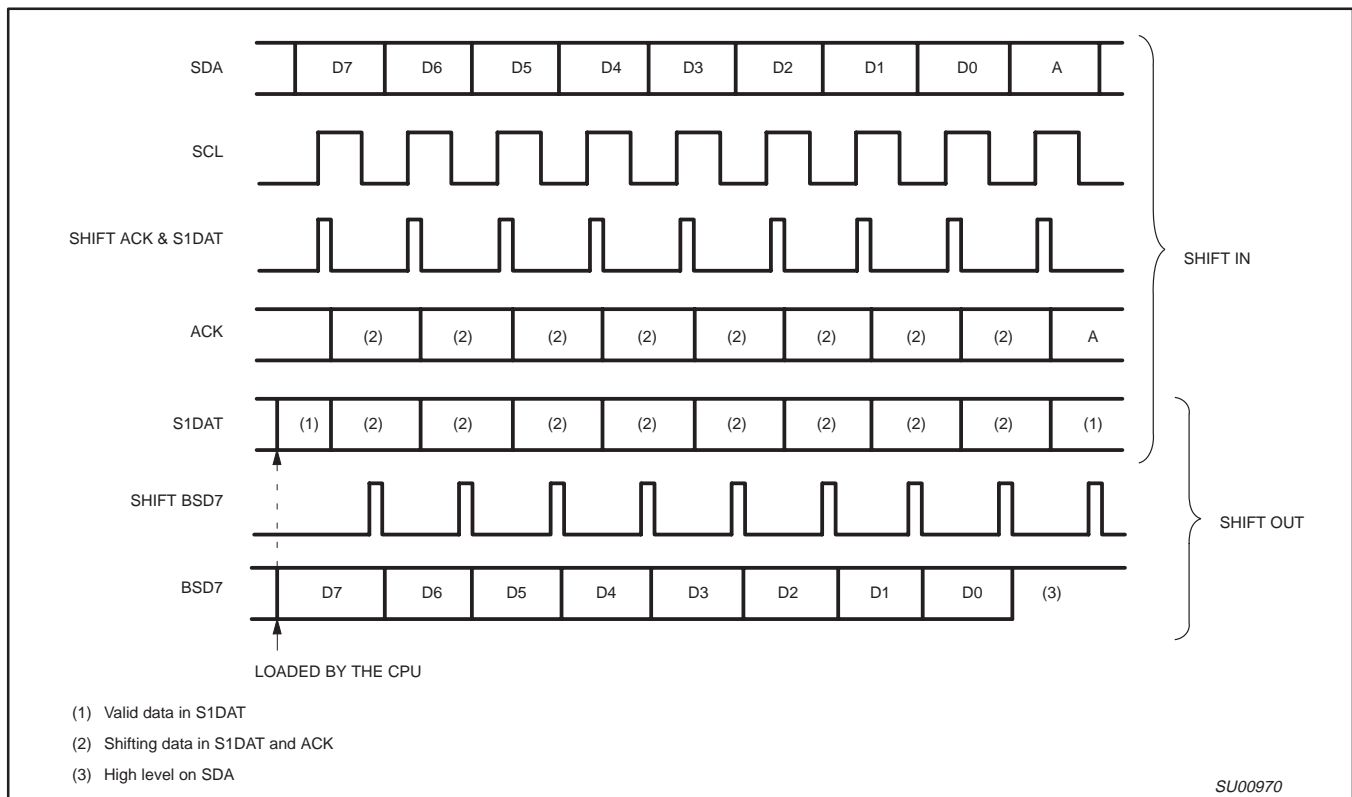 SDA D7 D6 D5 D4 D3 D2 D1 D0 A
SCL
SHIFT ACK & S1DAT
SHIFT IN
ACK (2) (2) (2) (2) (2) (2) (2) (2) A
S1DAT (1) (2) (2) (2) (2) (2) (2) (2) (2) (1)
SHIFT BSD7
SHIFT OUT
BSD7 D7 D6 D5 D4 D3 D2 D1 D0 (3)
LOADED BY THE CPU
(1) Valid data in S1DAT
(2) Shifting data in S1DAT and ACK
(3) High level on SDA
SU00970